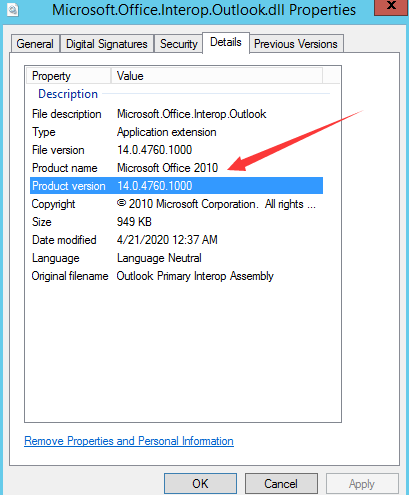 Microsoft.Office.Interop.Outlook.dll Properties
X
General Digital Signatures Security Details Previous Versions
Property Value
Description
File description Microsoft.Office.Interop.Outlook
Type Application extension
File version 14.0.4760.1000
Product name Microsoft Office 2010
Product version 14.0.4760.1000
Copyright © 2010 Microsoft Corporation. All rights ...
Size 949 KB
Date modified 4/21/2020 12:37 AM
Language Language Neutral
Original filename Outlook Primary Interop Assembly
Remove Properties and Personal Information
OK Cancel Apply